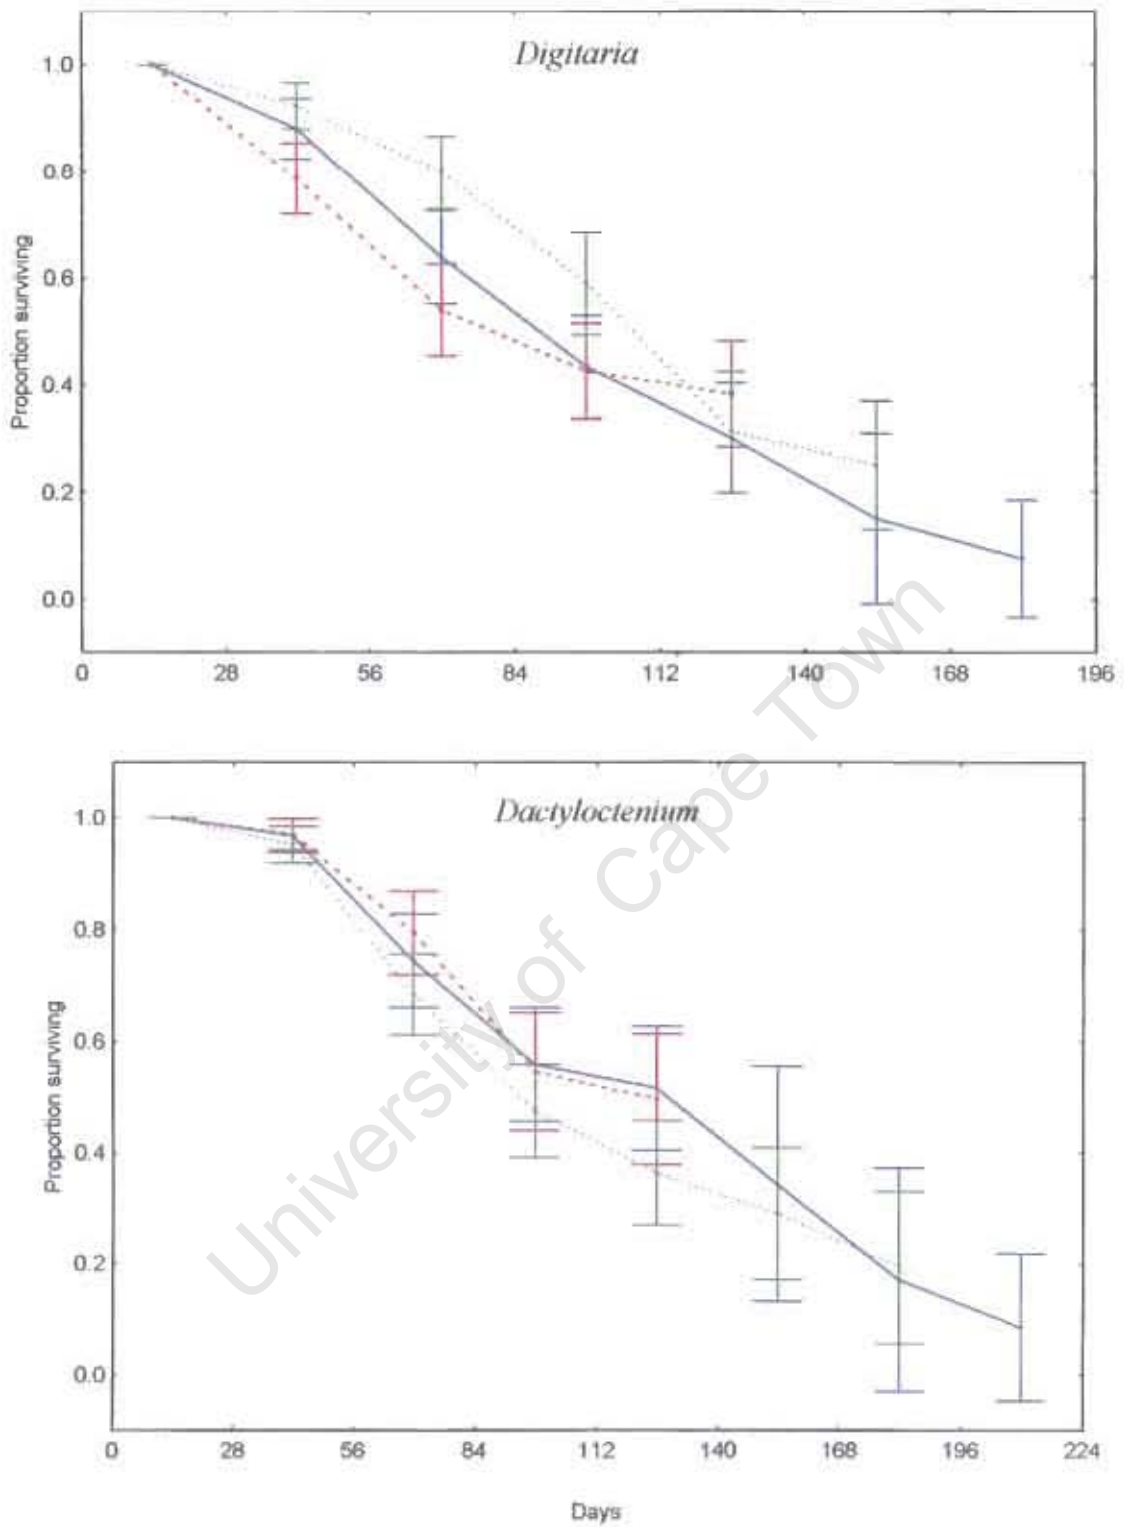 Digitaria
1.0
0.8
0.6
0.4
0.2
0.0
Proportion surviving
0 28 56 84 112 140 168 196
Dactyloctenium
1.0
0.8
0.6
0.4
0.2
0.0
Proportion surviving
0 28 56 84 112 140 168 196 224
Days
University of Cape Town